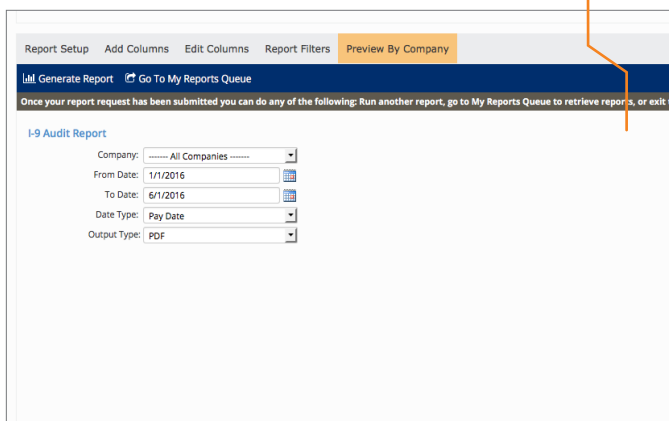 Report Setup Add Columns Edit Columns Report Filters Preview By Company
Generate Report Go To My Reports Queue
Once your report request has been submitted you can do any of the following: Run another report, go to My Reports Queue to retrieve reports, or exit
I-9 Audit Report
Company: ------- All Companies -------
From Date: 1/1/2016
To Date: 6/1/2016
Date Type: Pay Date
Output Type: PDF